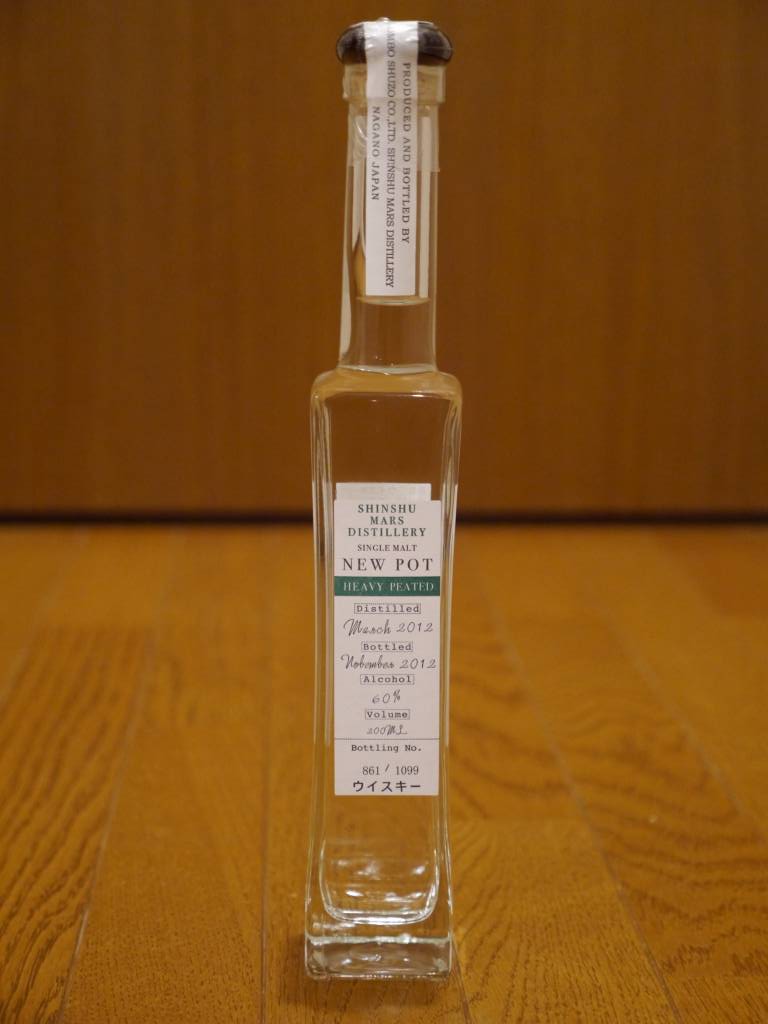 PRODUCED AND BOTTLED BY
SHUZO CO.,LTD. SHINSHU MARS DISTILLERY
NAGANO JAPAN
SHINSHU
MARS
DISTILLERY
SINGLE MALT
NEW POT
HEAVY PEATED
Distilled
March 2012
Bottled
Nobember 2012
Alcohol
60%
Volume
200ML
Bottling No.
861 / 1099
ウイスキー